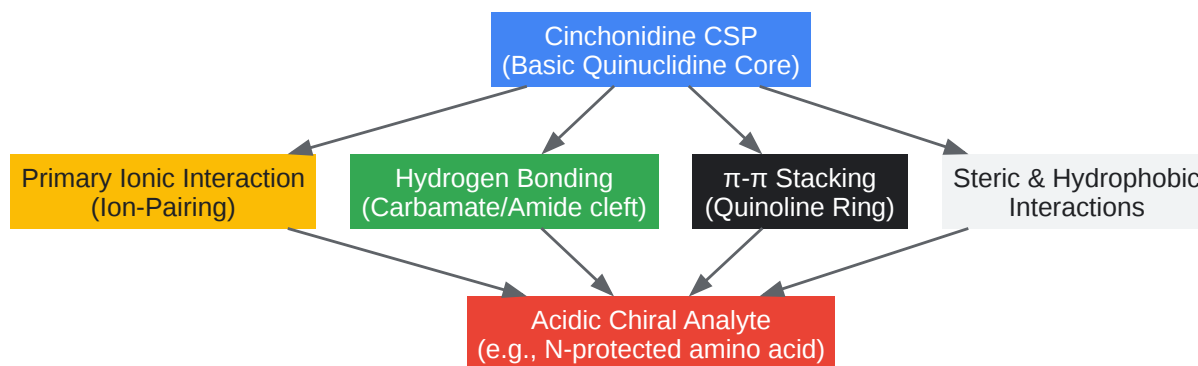 Cinchonidine CSP
(Basic Quinuclidine Core)
Primary Ionic Interaction
(Ion-Pairing)
Hydrogen Bonding
(Carbamate/Amide cleft)
π-π Stacking
(Quinoline Ring)
Steric & Hydrophobic
Interactions
Acidic Chiral Analyte
(e.g., N-protected amino acid)